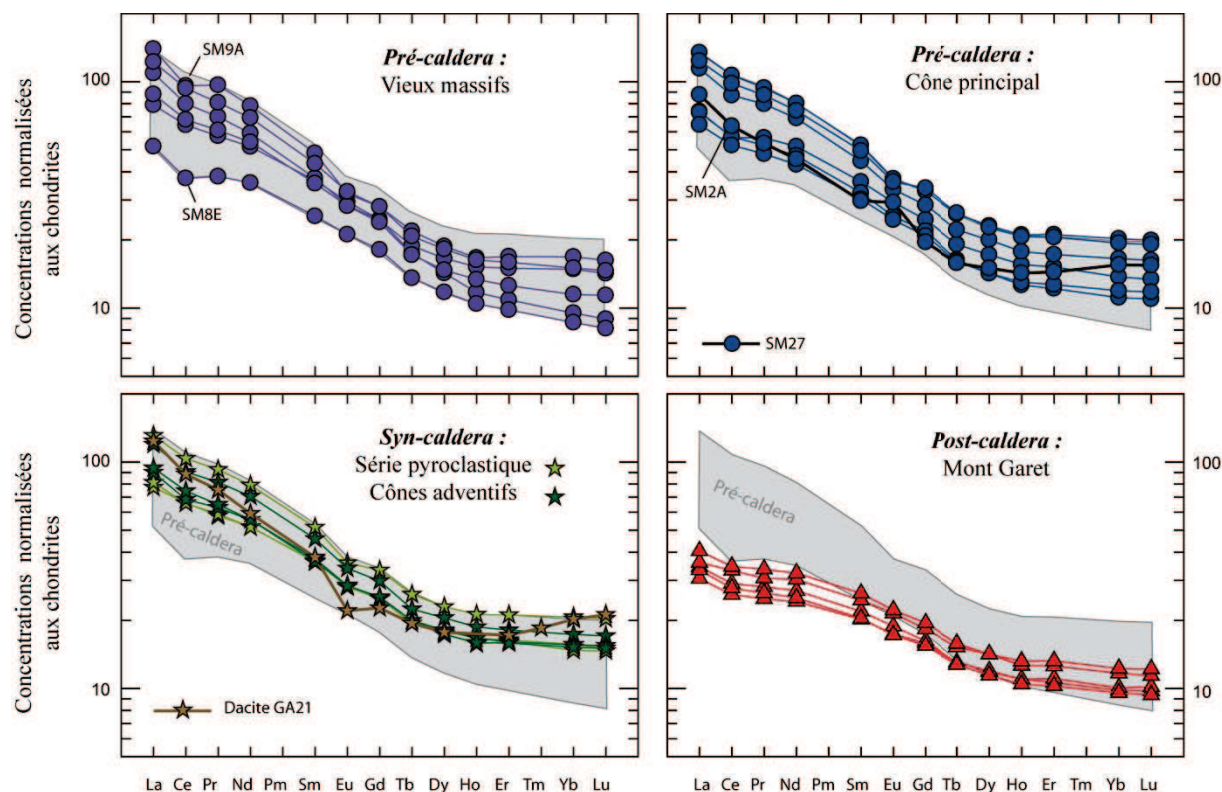 Concentrations normalisées
aux chondrites
100
10
SM9A
SM8E
Pré-caldera :
Vieux massifs
Pré-caldera :
Cône principal
SM2A
SM27
100
10
Concentrations normalisées
aux chondrites
100
10
Syn-caldera :
Série pyroclastique
Cônes adventifs
Pré-caldera
Dacite GA21
Post-caldera :
Mont Garet
Pré-caldera
100
10
La Ce Pr Nd Pm Sm Eu Gd Tb Dy Ho Er Tm Yb Lu
La Ce Pr Nd Pm Sm Eu Gd Tb Dy Ho Er Tm Yb Lu